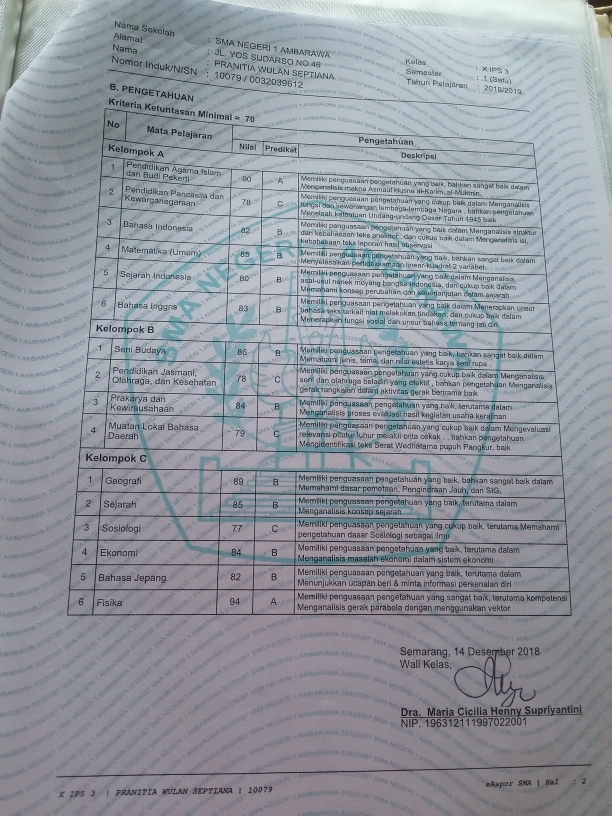 Nama Sekolah : SMA NEGERI 1 AMBARAWA Kelas : X IPS 3
Alamat : JL. YOS SUDARSO NO.46 Semester : 1 (Satu)
Nama : PRANITIA WULAN SEPTIANA Tahun Pelajaran : 2018/2019
Nomor Induk/NISN : 10079 / 0032039612
B. PENGETAHUAN
Kriteria Ketuntasan Minimal = 70
No Mata Pelajaran Pengetahuan
Nilai Predikat Deskripsi
Kelompok A
1 Pendidikan Agama Islam dan Budi Pekerti 90 A Memiliki penguasaan pengetahuan yang baik, bahkan sangat baik dalam
Menganalisis makna Asmaul Husna al-Karim, al-Mukmin,
2 Pendidikan Pancasila dan Kewarganegaraan 78 C Memiliki penguasaan pengetahuan yang cukup baik dalam Menganalisis
fungsi dan kewenangan lembaga-lembaga Negara , bahkan pengetahuan
Menelaah ketentuan Undang-undang Dasar Tahun 1945 baik
3 Bahasa Indonesia 82 B Memiliki penguasaan pengetahuan yang baik dalam Menganalisis struktur
dan kebahasaan teks anekdot , dan cukup baik dalam Menganalisis isi,
kebahasaan teks laporan hasil observasi
4 Matematika (Umum) 85 B Memiliki penguasaan pengetahuan yang baik, bahkan sangat baik dalam
Menyelesaikan pertidaksamaan linear-kuadrat 2 variabel.
5 Sejarah Indonesia 80 B Memiliki penguasaan pengetahuan yang baik dalam Menganalisis
asal-usul nenek moyang bangsa Indonesia, dan cukup baik dalam
Memahami konsep perubahan dan keberlanjutan dalam sejarah
6 Bahasa Inggris 83 B Memiliki penguasaan pengetahuan yang baik dalam Menerapkan unsur
bahasa teks terkait niat melakukan tindakan, dan cukup baik dalam
Menerapkan fungsi sosial dan unsur bahasa tentang jati diri
Kelompok B
1 Seni Budaya 86 B Memiliki penguasaan pengetahuan yang baik, bahkan sangat baik dalam
Memahami jenis, tema, dan nilai estetis karya seni rupa
2 Pendidikan Jasmani, Olahraga, dan Kesehatan 78 C Memiliki penguasaan pengetahuan yang cukup baik dalam Menganalisis
seni dan olahraga beladiri yang efektif , bahkan pengetahuan Menganalisis
gerak rangkaian dalam aktivitas gerak berirama baik
3 Prakarya dan Kewirausahaan 84 B Memiliki penguasaan pengetahuan yang baik, terutama dalam
Menganalisis proses evaluasi hasil kegiatan usaha kerajinan
4 Muatan Lokal Bahasa Daerah 79 C Memiliki penguasaan pengetahuan yang cukup baik dalam Mengevaluasi
relevansi pitutur luhur melalui crita cekak . , bahkan pengetahuan
Mengidentifikasi teks Serat Wedhatama pupuh Pangkur. baik
Kelompok C
1 Geografi 89 B Memiliki penguasaan pengetahuan yang baik, bahkan sangat baik dalam
Memahami dasar pemetaan, Pengindraan Jauh, dan SIG,
2 Sejarah 85 B Memiliki penguasaan pengetahuan yang baik, terutama dalam
Menganalisis konsep sejarah
3 Sosiologi 77 C Memiliki penguasaan pengetahuan yang cukup baik, terutama Memahami
pengetahuan dasar Sosiologi sebagai ilmu
4 Ekonomi 84 B Memiliki penguasaan pengetahuan yang baik, terutama dalam
Menganalisis masalah ekonomi dalam sistem ekonomi
5 Bahasa Jepang 82 B Memiliki penguasaan pengetahuan yang baik, terutama dalam
Menunjukkan ucapan beri & minta informasi perkenalan diri
6 Fisika 94 A Memiliki penguasaan pengetahuan yang sangat baik, terutama kompetensi
Menganalisis gerak parabola dengan menggunakan vektor
Semarang, 14 Desember 2018
Wali Kelas,
Dra. Maria Cicilia Henny Supriyantini
NIP. 196312111997022001
X IPS 3 | PRANITIA WULAN SEPTIANA | 10079 eRapor SMA | Hal : 2